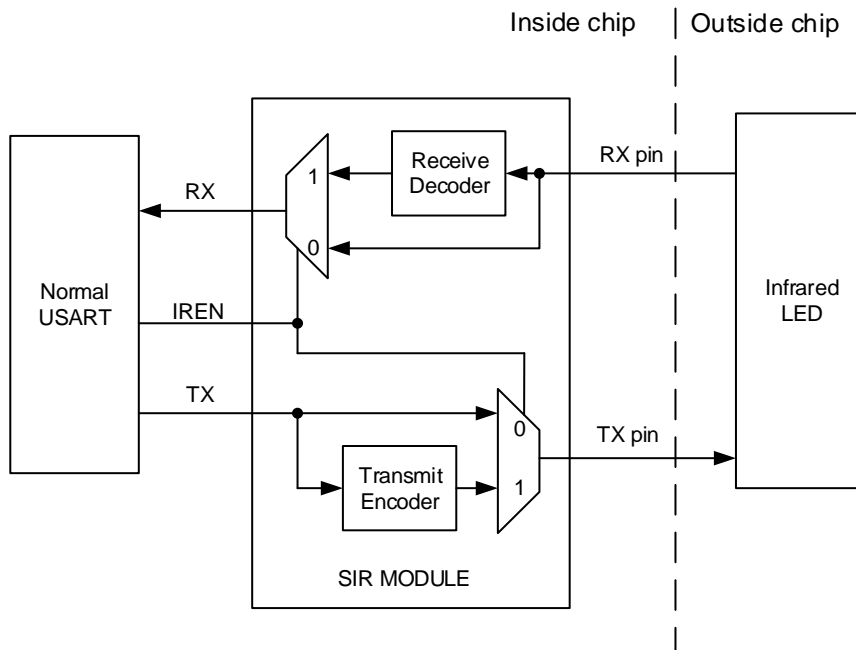 Inside chip
Outside chip
RX pin
Receive
Decoder
1
0
RX
Normal
USART
IREN
Infrared
LED
TX
0
1
TX pin
Transmit
Encoder
SIR MODULE